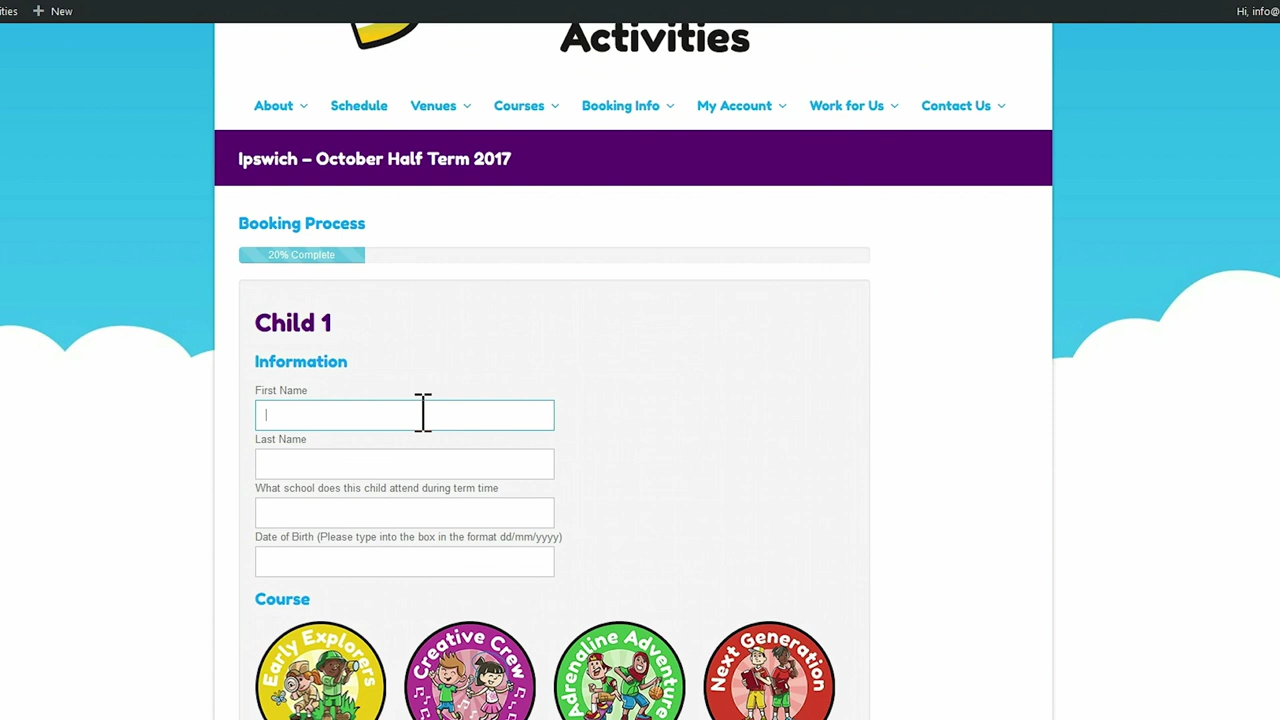 ities New Hi, info@
Activities
About Schedule Venues Courses Booking Info My Account Work for Us Contact Us
Ipswich – October Half Term 2017
Booking Process
20% Complete
Child 1
Information
First Name
Last Name
What school does this child attend during term time
Date of Birth (Please type into the box in the format dd/mm/yyyy)
Course
Early Explorers Creative Crew Adrenaline Adventure Next Generation